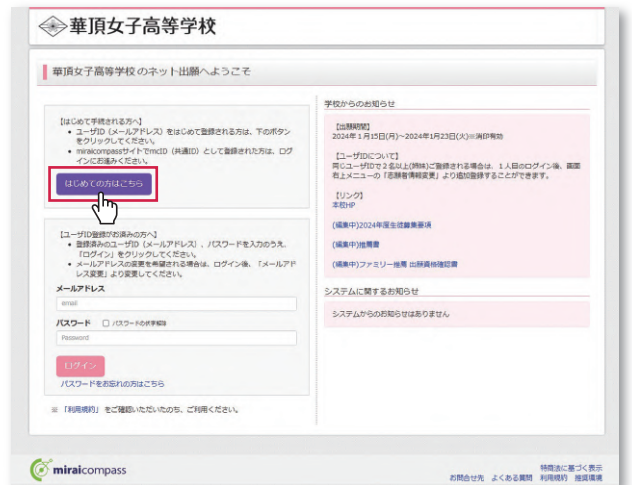 華頂女子高等学校
華頂女子高等学校 のネット出願へようこそ
【はじめて手続される方へ】
• ユーザID（メールアドレス）をはじめて登録される方は、下のボタン
をクリックしてください。
• miraicompassサイトでmcID（共通ID）として登録された方は、ログ
インにお進みください。
はじめての方はこちら
【ユーザID登録がお済みの方へ】
• 登録済みのユーザID（メールアドレス）、パスワードを入力のうえ、
「ログイン」をクリックしてください。
• メールアドレスの変更を希望される場合は、ログイン後、「メールアド
レス変更」より変更してください。
メールアドレス
email
パスワード □ パスワードの伏字解除
Password
ログイン
パスワードをお忘れの方はこちら
※ 「利用規約」をご確認いただいたのち、ご利用ください。
学校からのお知らせ
【出願期間】
2024年1月15日(月)~2024年1月23日(火)※消印有効
【ユーザIDについて】
同じユーザIDで2名以上(姉妹)ご登録される場合は、1人目のログイン後、画面
右上メニューの「志願者情報変更」より追加登録することができます。
【リンク】
本校HP
(編集中)2024年度生徒募集要項
(編集中)推薦書
(編集中)ファミリー推薦 出願資格確認書
システムに関するお知らせ
システムからのお知らせはありません
miraicompass
特商法に基づく表示
お問合せ先 よくある質問 利用規約 推奨環境